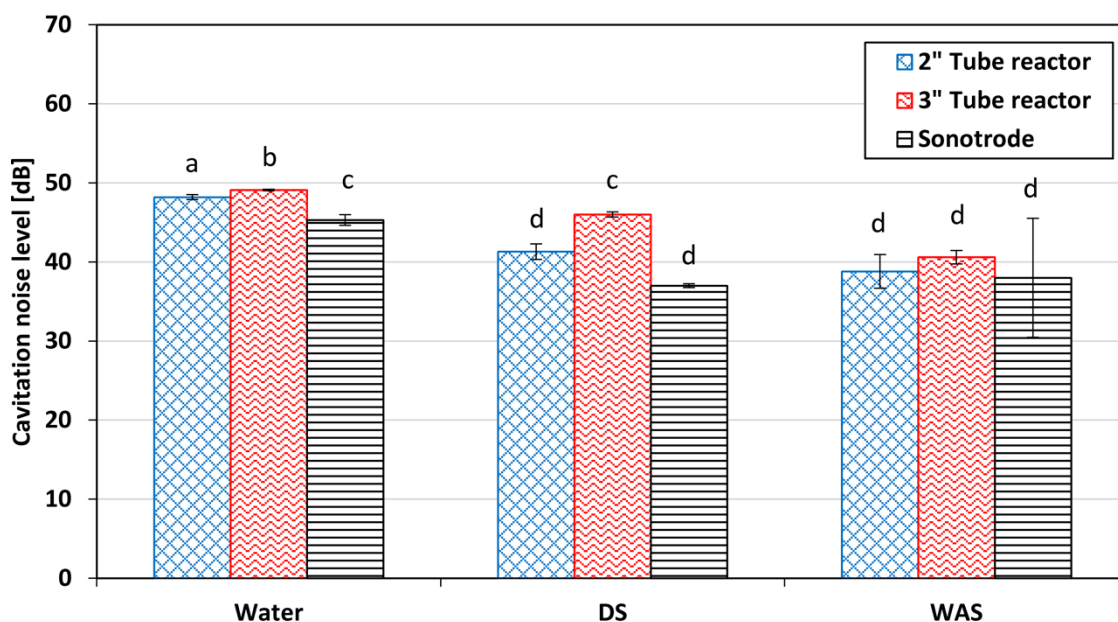 70
60
50
40
30
20
10
0
Cavitation noise level [dB]
2" Tube reactor
3" Tube reactor
Sonotrode
a
b
c
d
c
d
d
d
d
Water
DS
WAS